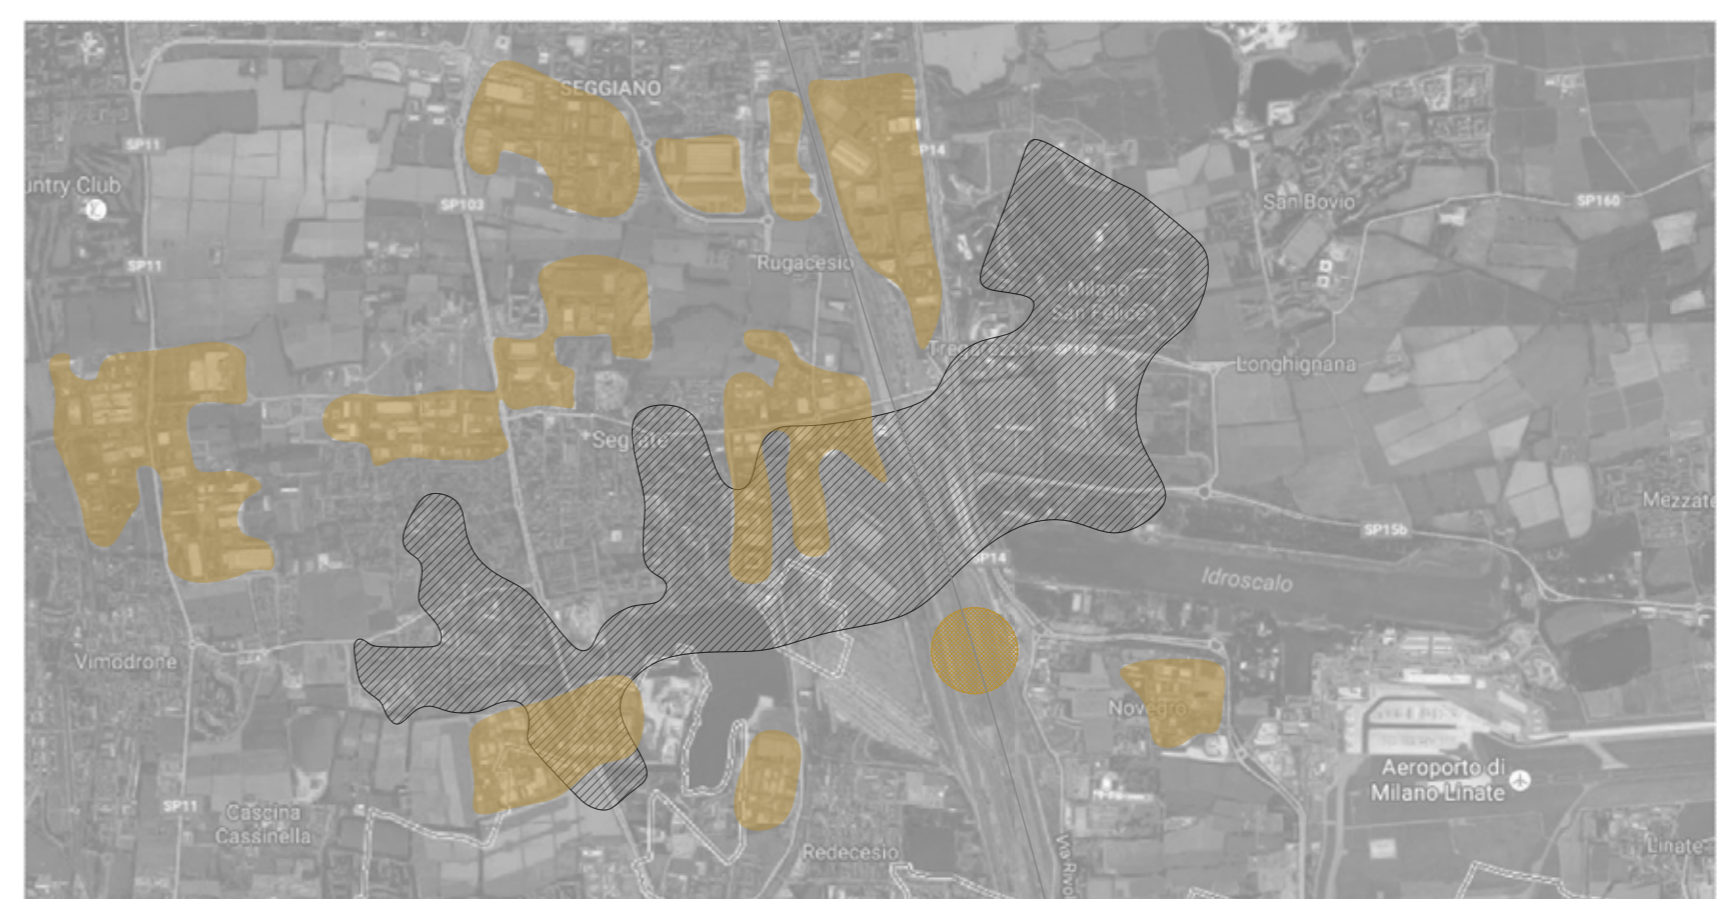 SEGGIANO
SP11
SP14
untry Club
SP103
San Bovio
SP160
SP11
Rugacesio
Milano
San Felice
Longhignana
Segrate
Mezzate
SP15b
SP14
Idroscalo
Vimodrone
Novegro
Aeroporto di
Milano Linate
SP11
Cascina
Cassinella
Redecesio
Linate